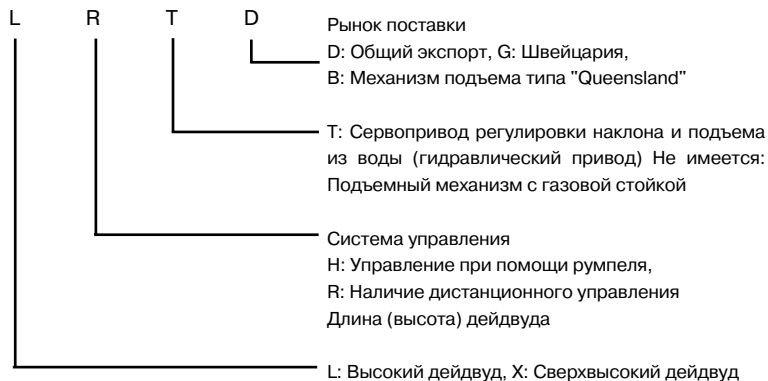 L R T D
Рынок поставки
D: Общий экспорт, G: Швейцария,
B: Механизм подъема типа "Queensland"
T: Сервопривод регулировки наклона и подъема
из воды (гидравлический привод) Не имеется:
Подъемный механизм с газовой стойкой
Система управления
H: Управление при помощи румпеля,
R: Наличие дистанционного управления
Длина (высота) дейдвуда
L: Высокий дейдвуд, X: Сверхвысокий дейдвуд